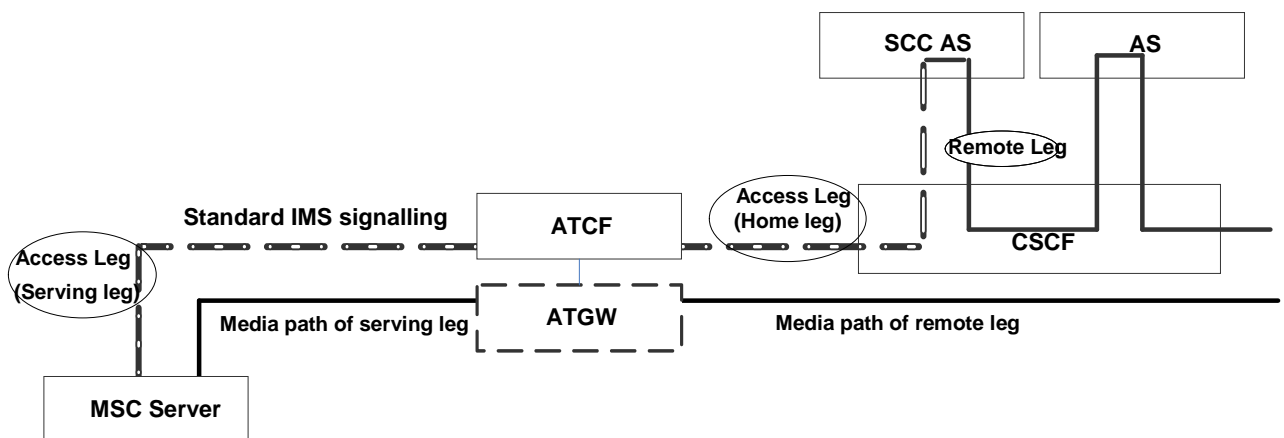 SCC AS
AS
Remote Leg
Access Leg
(Home leg)
Standard IMS signalling
ATCF
CSCF
Access Leg
(Serving leg)
Media path of serving leg
ATGW
Media path of remote leg
MSC Server